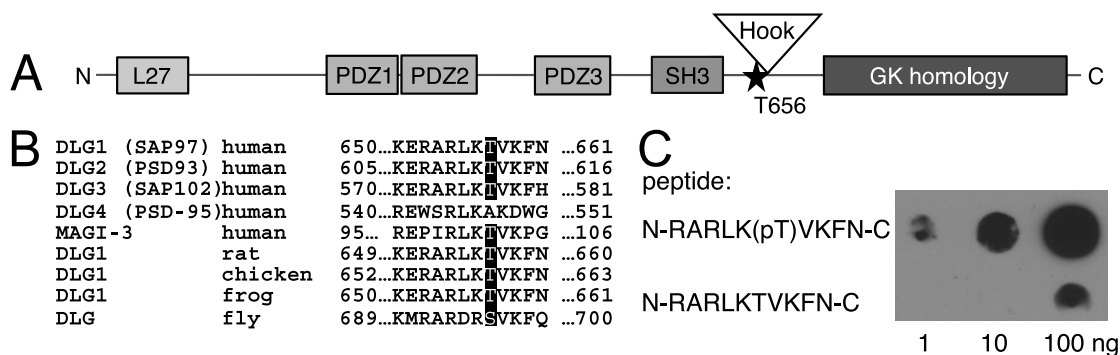 A
N
L27
PDZ1
PDZ2
PDZ3
SH3
Hook
T656
GK homology
C
B
DLG1 (SAP97) human 650…KERARLKTVKFN …661
DLG2 (PSD93) human 605…KERARLKTVKFN …616
DLG3 (SAP102)human 570…KERARLKTVKFH …581
DLG4 (PSD-95)human 540…REWSRLKAKDWG …551
MAGI-3 human 95… REPIRLKTVKPG …106
DLG1 rat 649…KERARLKTVKFN …660
DLG1 chicken 652…KERARLKTVKFN …663
DLG1 frog 650…KERARLKTVKFN …661
DLG fly 689…KMRARDRSVKFQ …700
C
peptide:
N-RARLK(pT)VKFN-C
N-RARLKTVKFN-C
1 10 100 ng